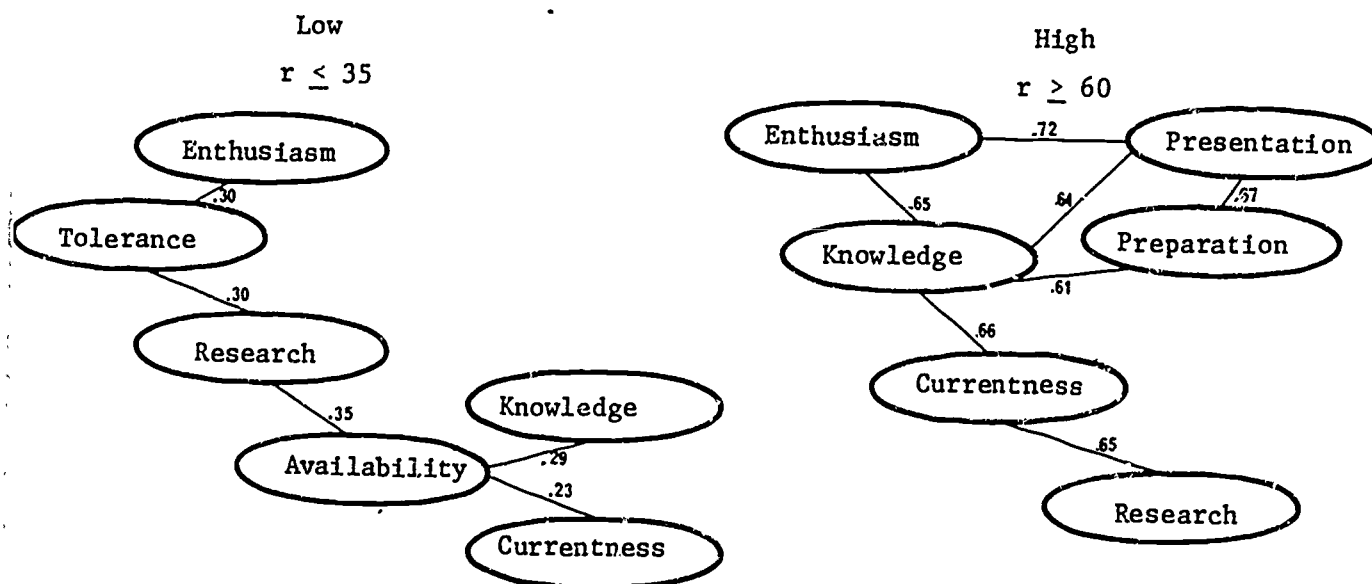 Low
r ≤ 35
Enthusiasm
.30
Tolerance
.30
Research
.35
Knowledge
Availability
.29
.23
Currentness
High
r ≥ 60
Enthusiasm
.72
Presentation
.65
.64
.67
Knowledge
Preparation
.61
.66
Currentness
.65
Research